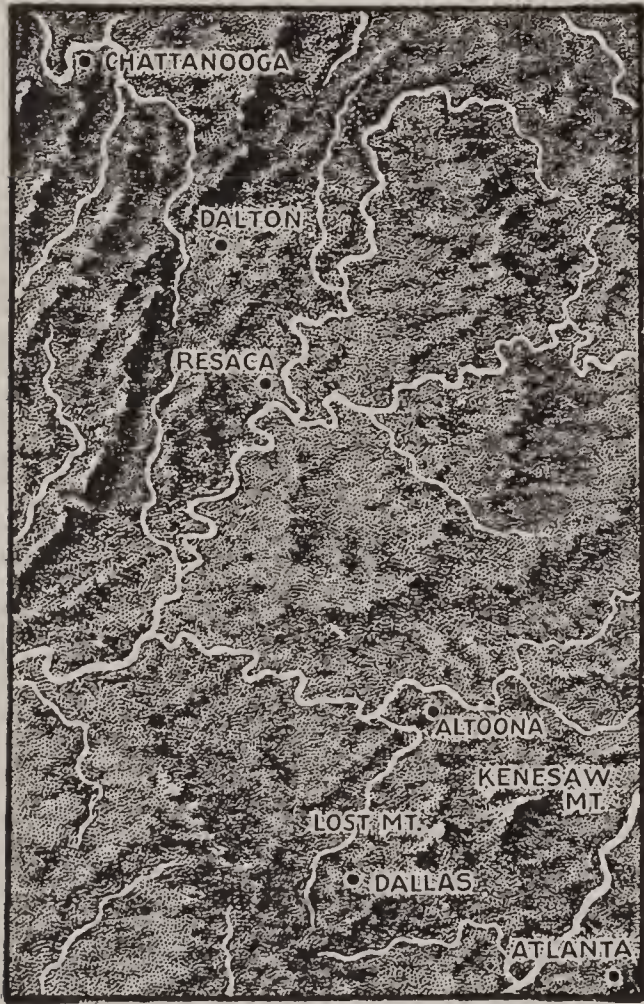 CHATTANOOGA
DALTON
RESACA
ALTOONA
KENESAW
MT.
LOST MT.
DALLAS
ATLANTA